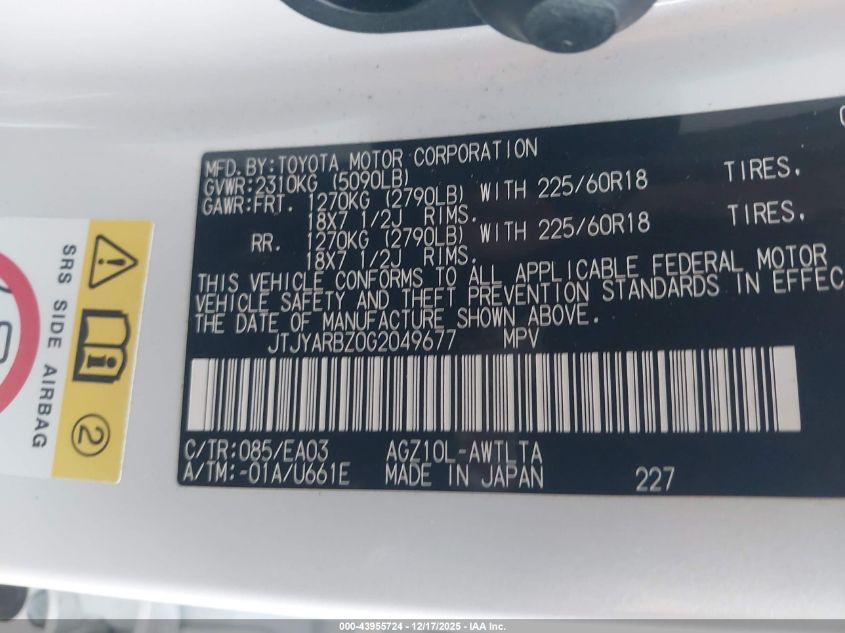 MFD.BY:TOYOTA MOTOR CORPORATION
GVWR:2310KG (5090LB)
GAWR:FRT. 1270KG (2790LB) WITH 225/60R18 TIRES.
18X7 1/2J RIMS.
RR. 1270KG (2790LB) WITH 225/60R18 TIRES.
18X7 1/2J RIMS.
THIS VEHICLE CONFORMS TO ALL APPLICABLE FEDERAL MOTOR
VEHICLE SAFETY AND THEFT PREVENTION STANDARDS IN EFFEC
THE DATE OF MANUFACTURE SHOWN ABOVE.
JTJYARBZ0G2049677 MPV
C/TR:085/EA03 AGZ10L-AWTLTA
A/TM:-01A/U661E MADE IN JAPAN 227
SRS SIDE AIRBAG
2
000-43955724 - 12/17/2025 - IAA Inc.